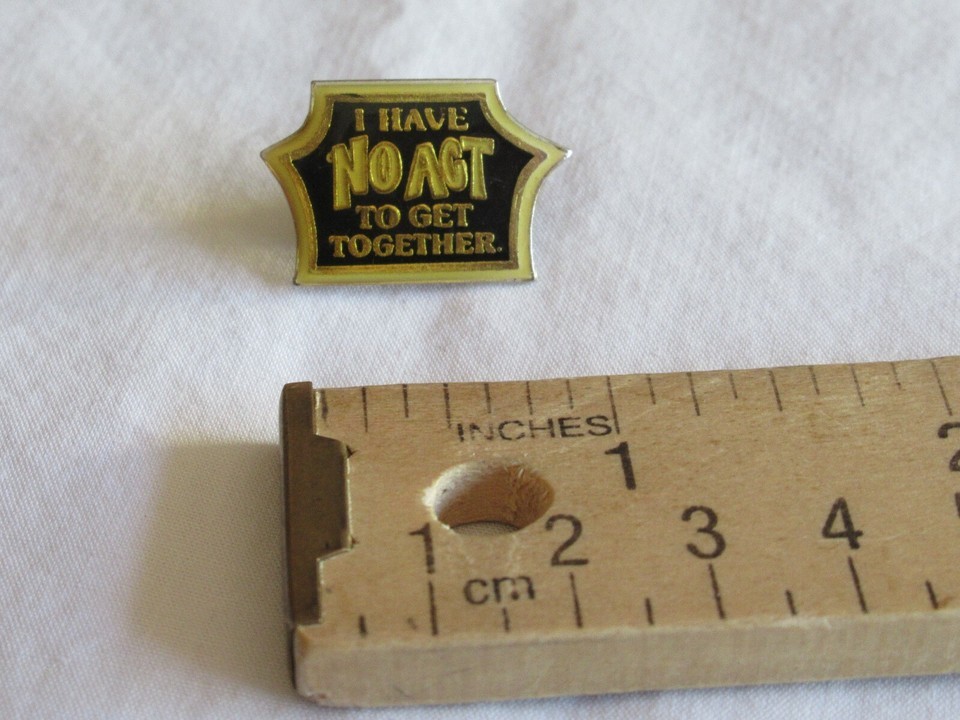 I HAVE
NO ACT
TO GET
TOGETHER.
INCHES
1 2
1 2 3 4
cm